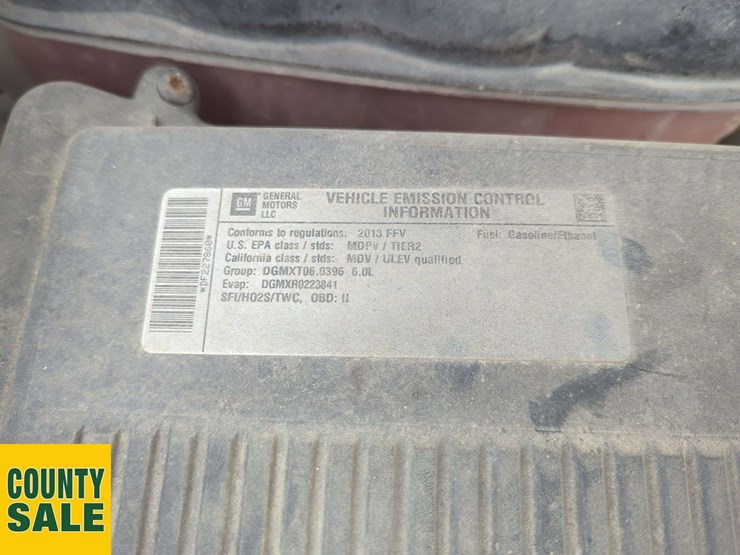 GM
GENERAL MOTORS LLC
VEHICLE EMISSION CONTROL
INFORMATION
Conforms to regulations: 2013 FFV Fuel: Gasoline/Ethanol
U.S. EPA class / stds: MDPV / TIER2
California class / stds: MDV / ULEV qualified
Group: DGMXT06.0396 6.0L
Evap: DGMXR0223841
SFI/HO2S/TWC, OBD: II
COUNTY
SALE